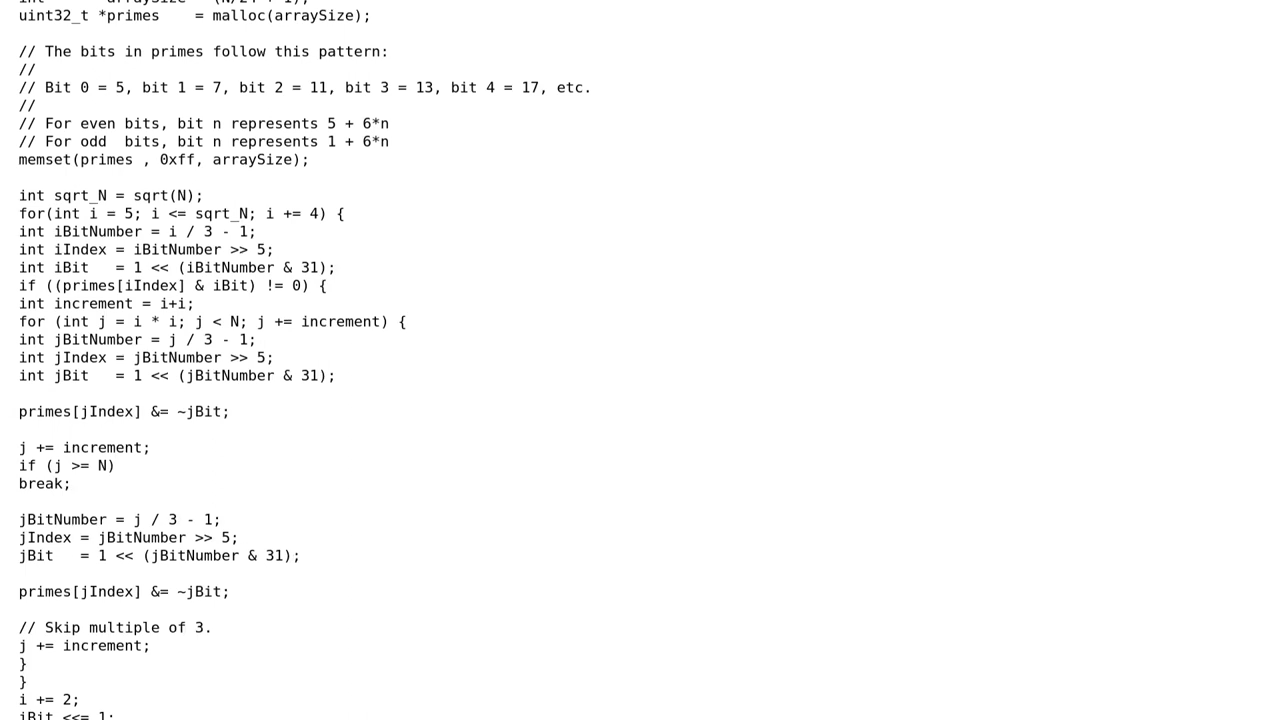 uint32_t *primes    = malloc(arraySize);

// The bits in primes follow this pattern:
//
// Bit 0 = 5, bit 1 = 7, bit 2 = 11, bit 3 = 13, bit 4 = 17, etc.
//
// For even bits, bit n represents 5 + 6*n
// For odd  bits, bit n represents 1 + 6*n
memset(primes , 0xff, arraySize);

int sqrt_N = sqrt(N);
for(int i = 5; i <= sqrt_N; i += 4) {
int iBitNumber = i / 3 - 1;
int iIndex = iBitNumber >> 5;
int iBit   = 1 << (iBitNumber & 31);
if ((primes[iIndex] & iBit) != 0) {
int increment = i+i;
for (int j = i * i; j < N; j += increment) {
int jBitNumber = j / 3 - 1;
int jIndex = jBitNumber >> 5;
int jBit   = 1 << (jBitNumber & 31);

primes[jIndex] &= ~jBit;

j += increment;
if (j >= N)
break;

jBitNumber = j / 3 - 1;
jIndex = jBitNumber >> 5;
jBit   = 1 << (jBitNumber & 31);

primes[jIndex] &= ~jBit;

// Skip multiple of 3.
j += increment;
}
}
i += 2;
iBit <<= 1;